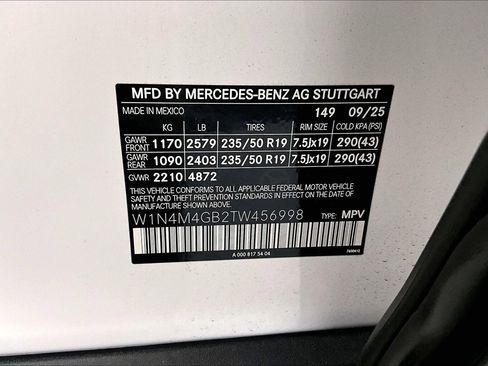 MFD BY MERCEDES-BENZ AG STUTTGART
MADE IN MEXICO 149 09/25
KG LB TIRES RIM SIZE COLD KPA (PSI)
GAWR FRONT 1170 2579 235/50 R19 7.5Jx19 290(43)
GAWR REAR 1090 2403 235/50 R19 7.5Jx19 290(43)
GVWR 2210 4872
THIS VEHICLE CONFORMS TO ALL APPLICABLE FEDERAL MOTOR VEHICLE
SAFETY AND THEFT PREVENTION STANDARDS IN EFFECT ON THE DATE OF
MANUFACTURE SHOWN ABOVE.
W1N4M4GB2TW456998 TYPE: MPV
A 000 817 54 04